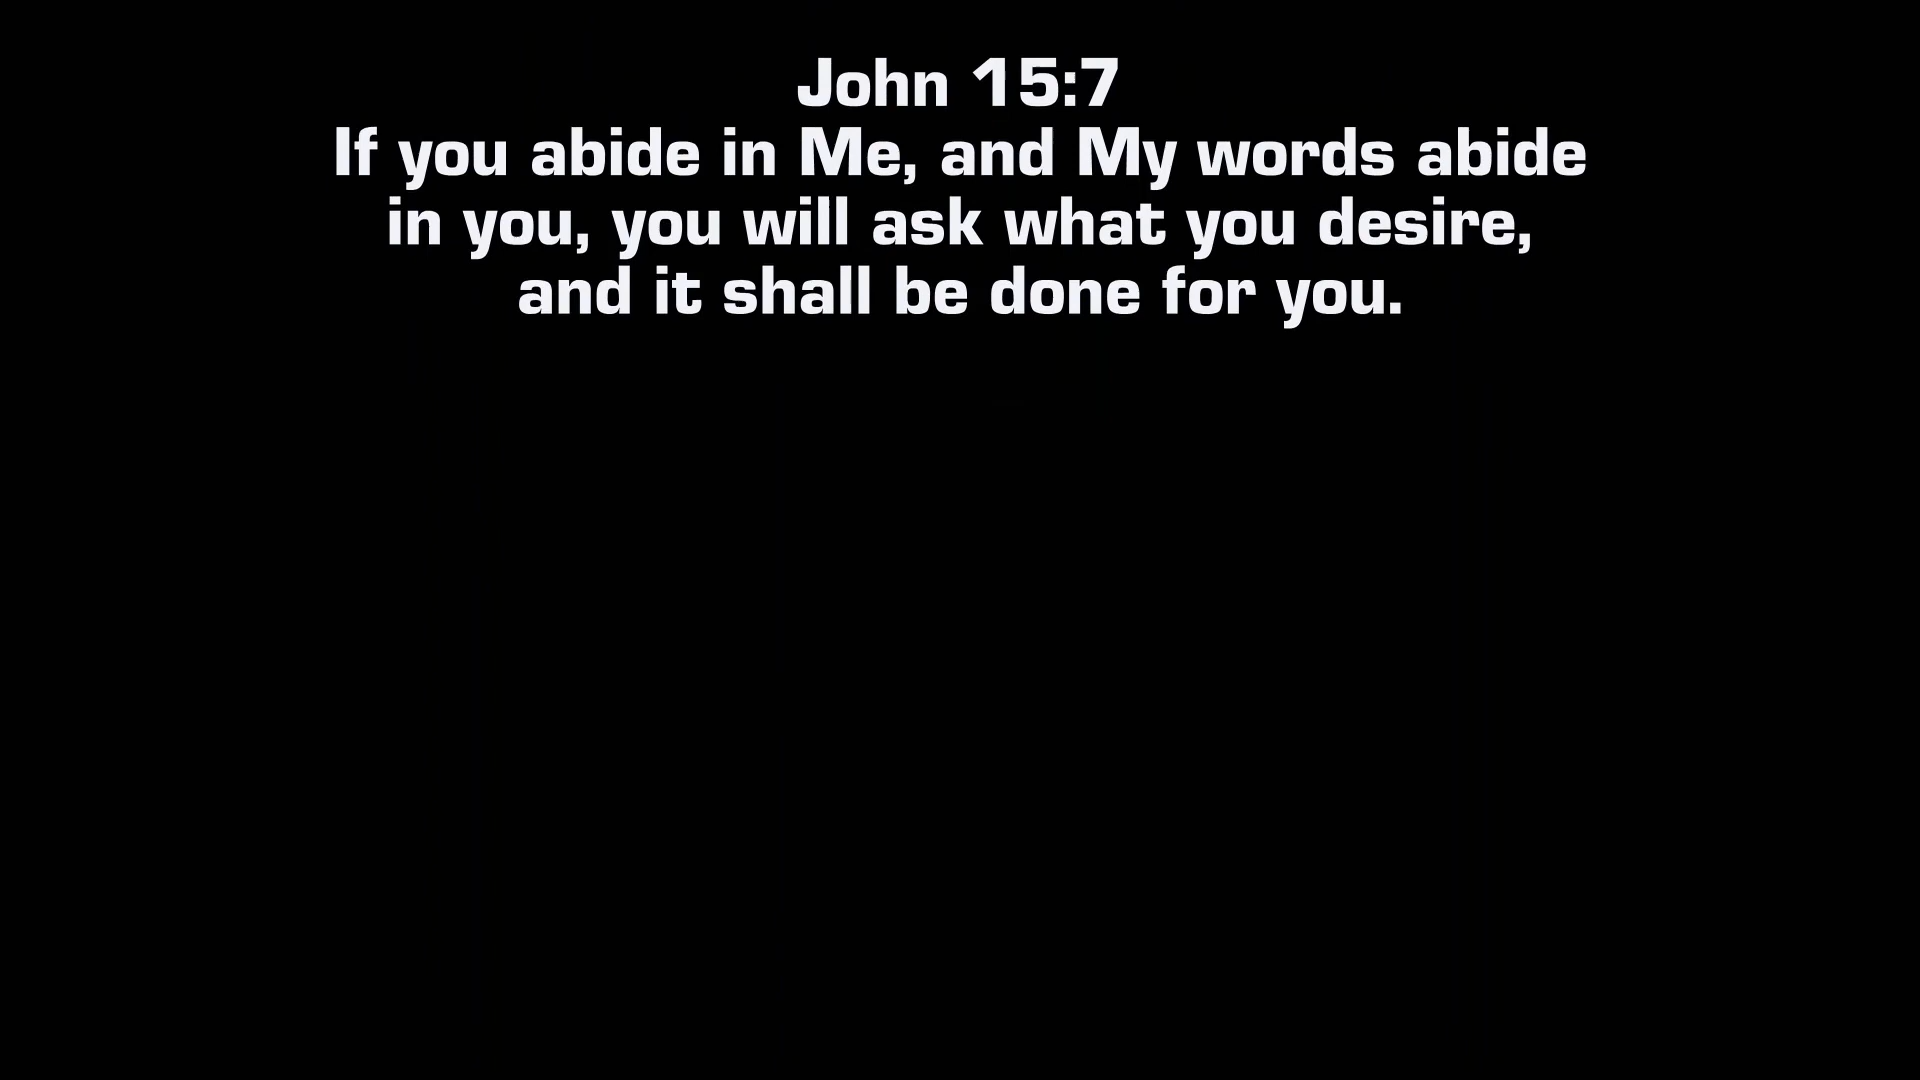 John 15:7
If you abide in Me, and My words abide
in you, you will ask what you desire,
and it shall be done for you.